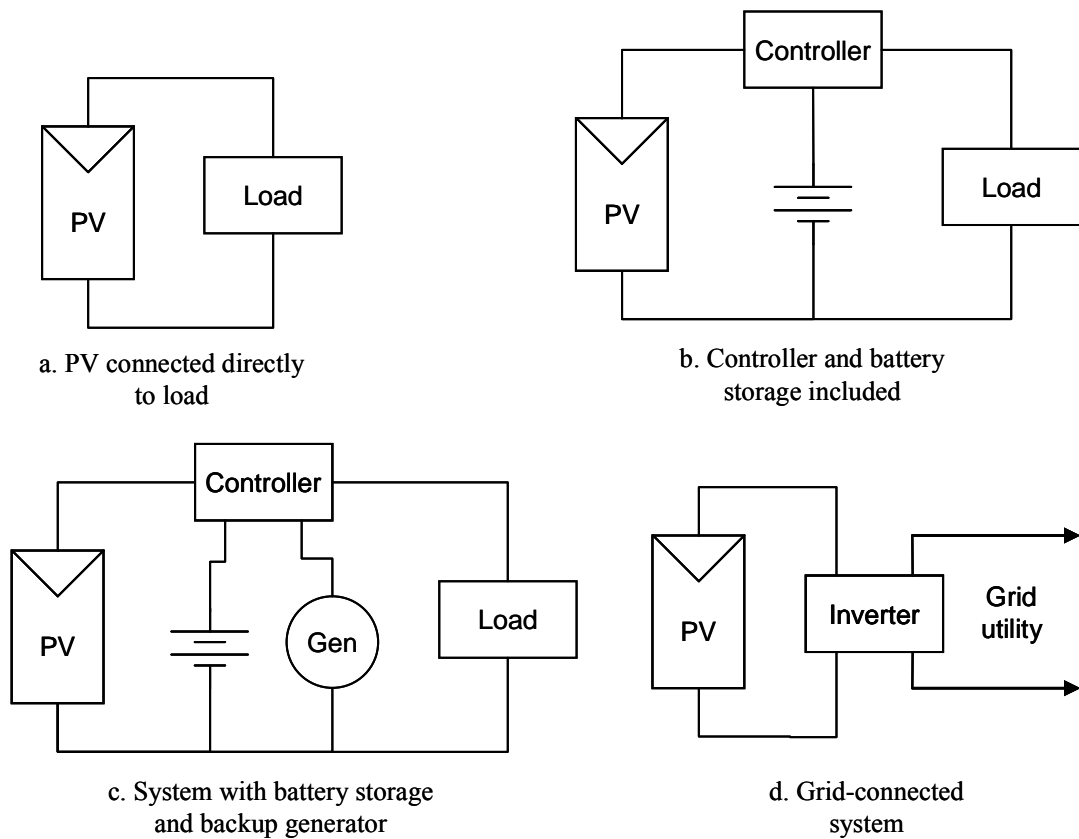 PV
Load
a. PV connected directly
to load
Controller
PV
Load
b. Controller and battery
storage included
Controller
PV
Gen
Load
c. System with battery storage
and backup generator
PV
Inverter
Grid
utility
d. Grid-connected
system